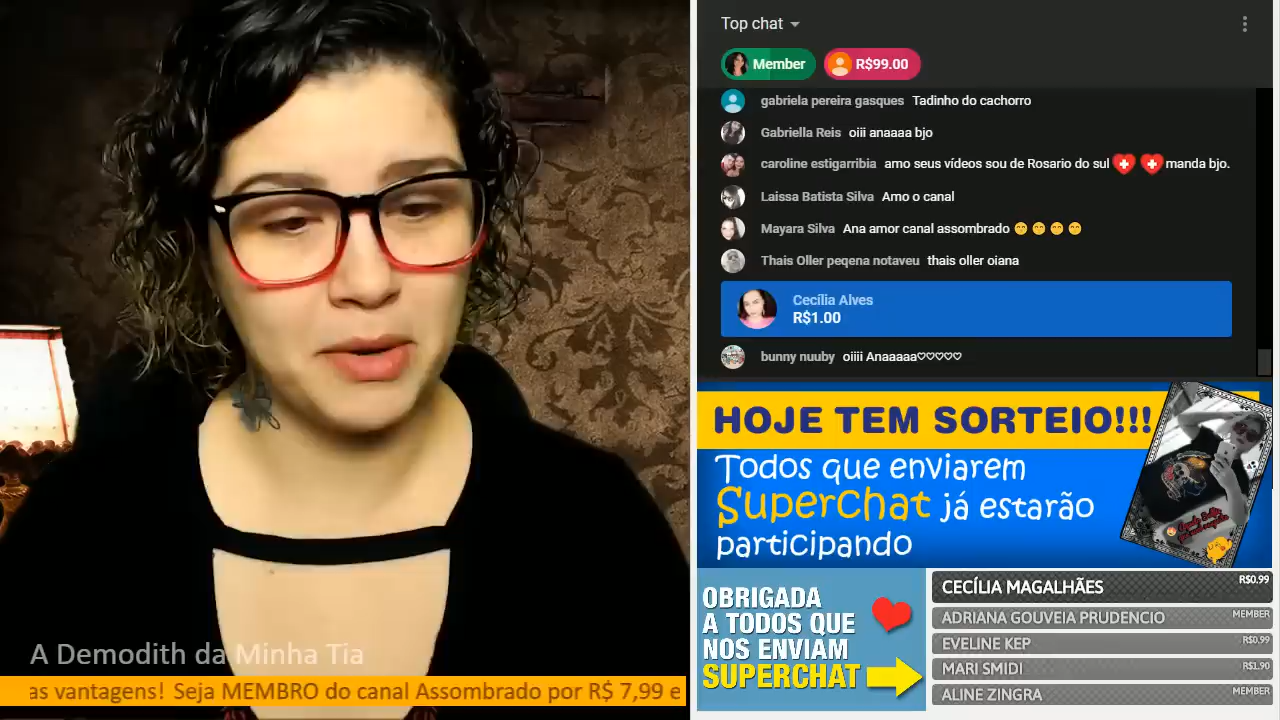 Top chat
Member
R$99.00
gabriela pereira gasques Tadinho do cachorro
Gabriella Reis oiii anaaaa bjo
caroline estigarribia amo seus vídeos sou de Rosario do sul manda bjo.
Laissa Batista Silva Amo o canal
Mayara Silva Ana amor canal assombrado
Thais Oller peqena notaveu thais oller oiana
Cecília Alves
R$1.00
bunny nuuby oiiii Anaaaaa♡♡♡♡♡
HOJE TEM SORTEIO!!!
Todos que enviarem
Superchat já estarão
participando
OBRIGADA
A TODOS QUE
NOS ENVIAM
SUPERCHAT
CECÍLIA MAGALHÃES R$0.99
ADRIANA GOUVEIA PRUDENCIO MEMBER
EVELINE KEP R$0.99
MARI SMIDI R$1.90
ALINE ZINGRA MEMBER
A Demodith da Minha Tia
as vantagens! Seja MEMBRO do canal Assombrado por R$ 7,99 e